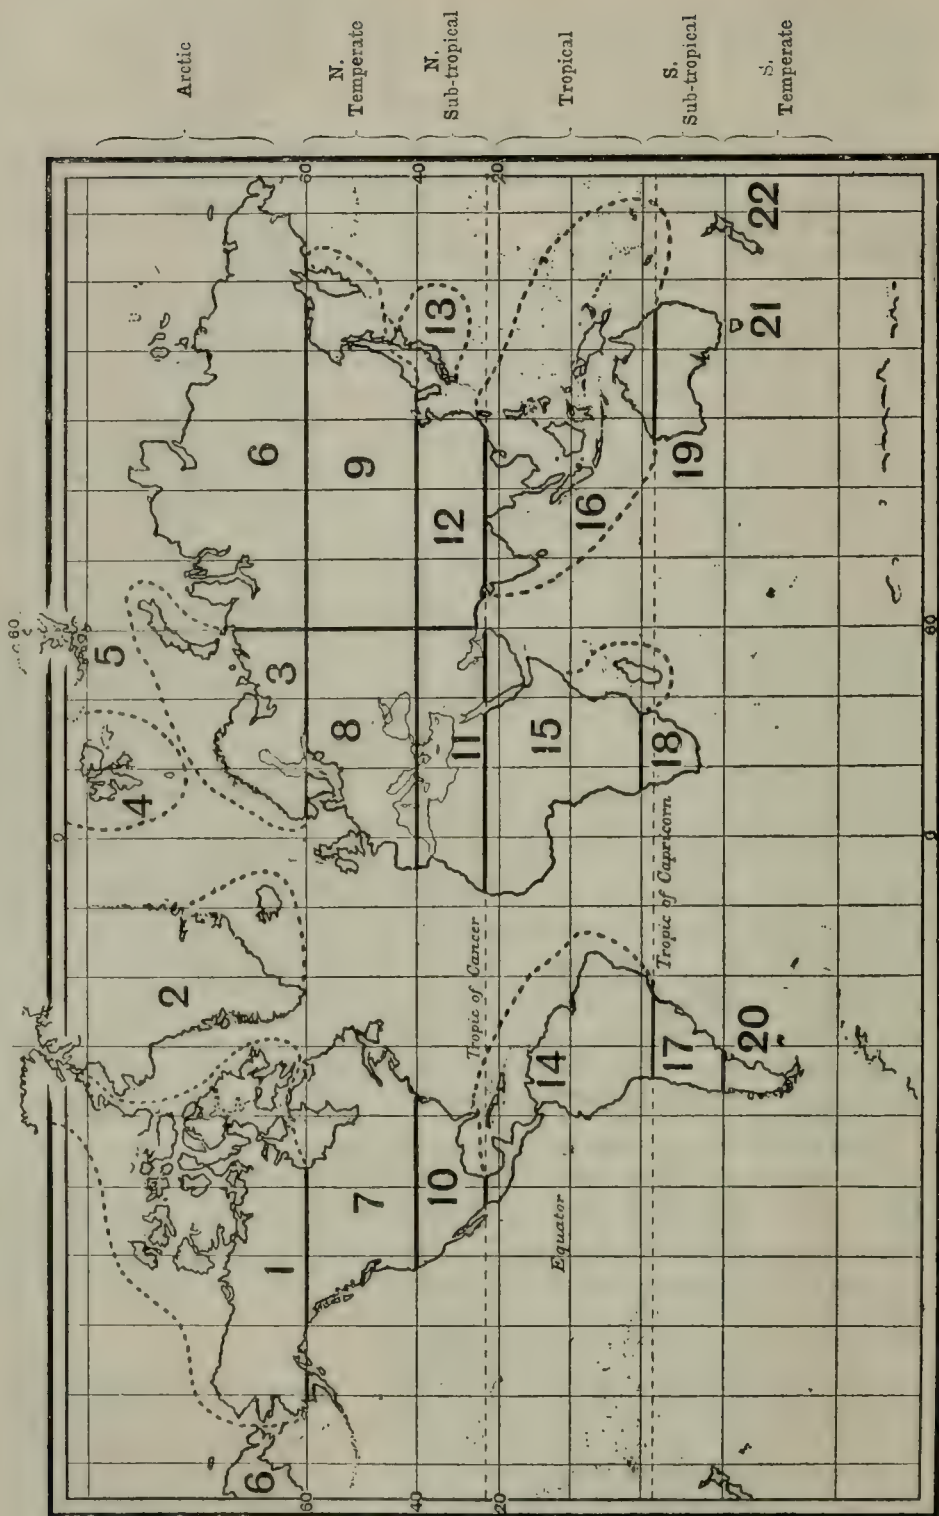 Arctic
N.
Temperate
N.
Sub-tropical
Tropical
S.
Sub-tropical
S.
Temperate
60
0
60
40
20
60
40
20
0
60
1
2
3
4
5
6
6
7
8
9
10
11
12
13
14
15
16
17
18
19
20
21
22
Tropic of Cancer
Equator
Tropic of Capricorn